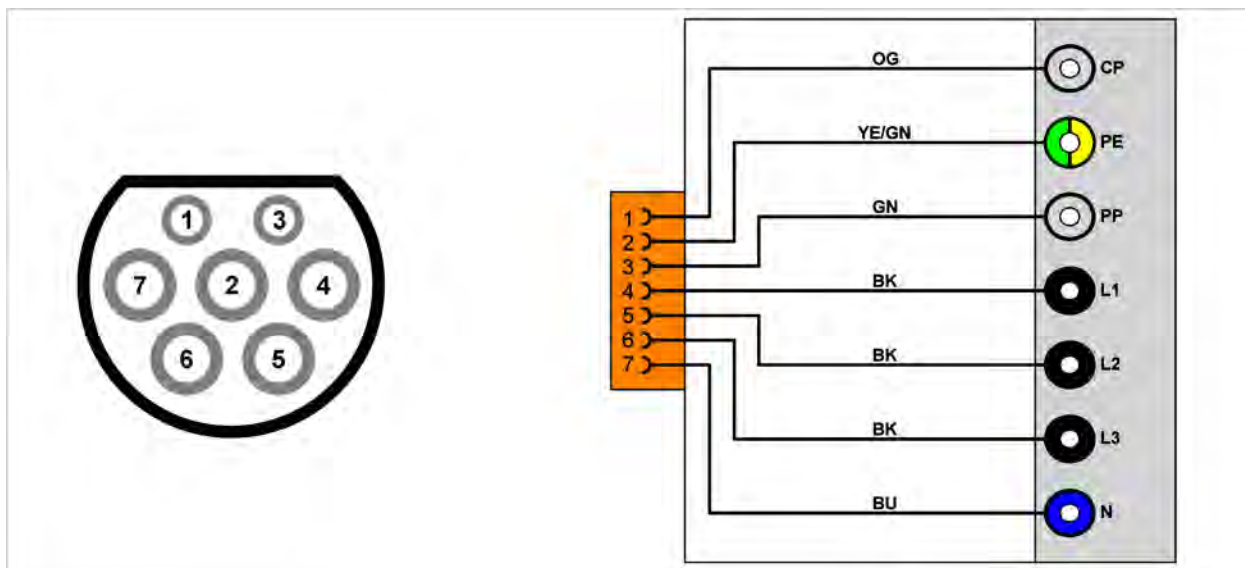 1 3
7 2 4
6 5
1
2
3
4
5
6
7
OG CP
YE/GN PE
GN PP
BK L1
BK L2
BK L3
BU N